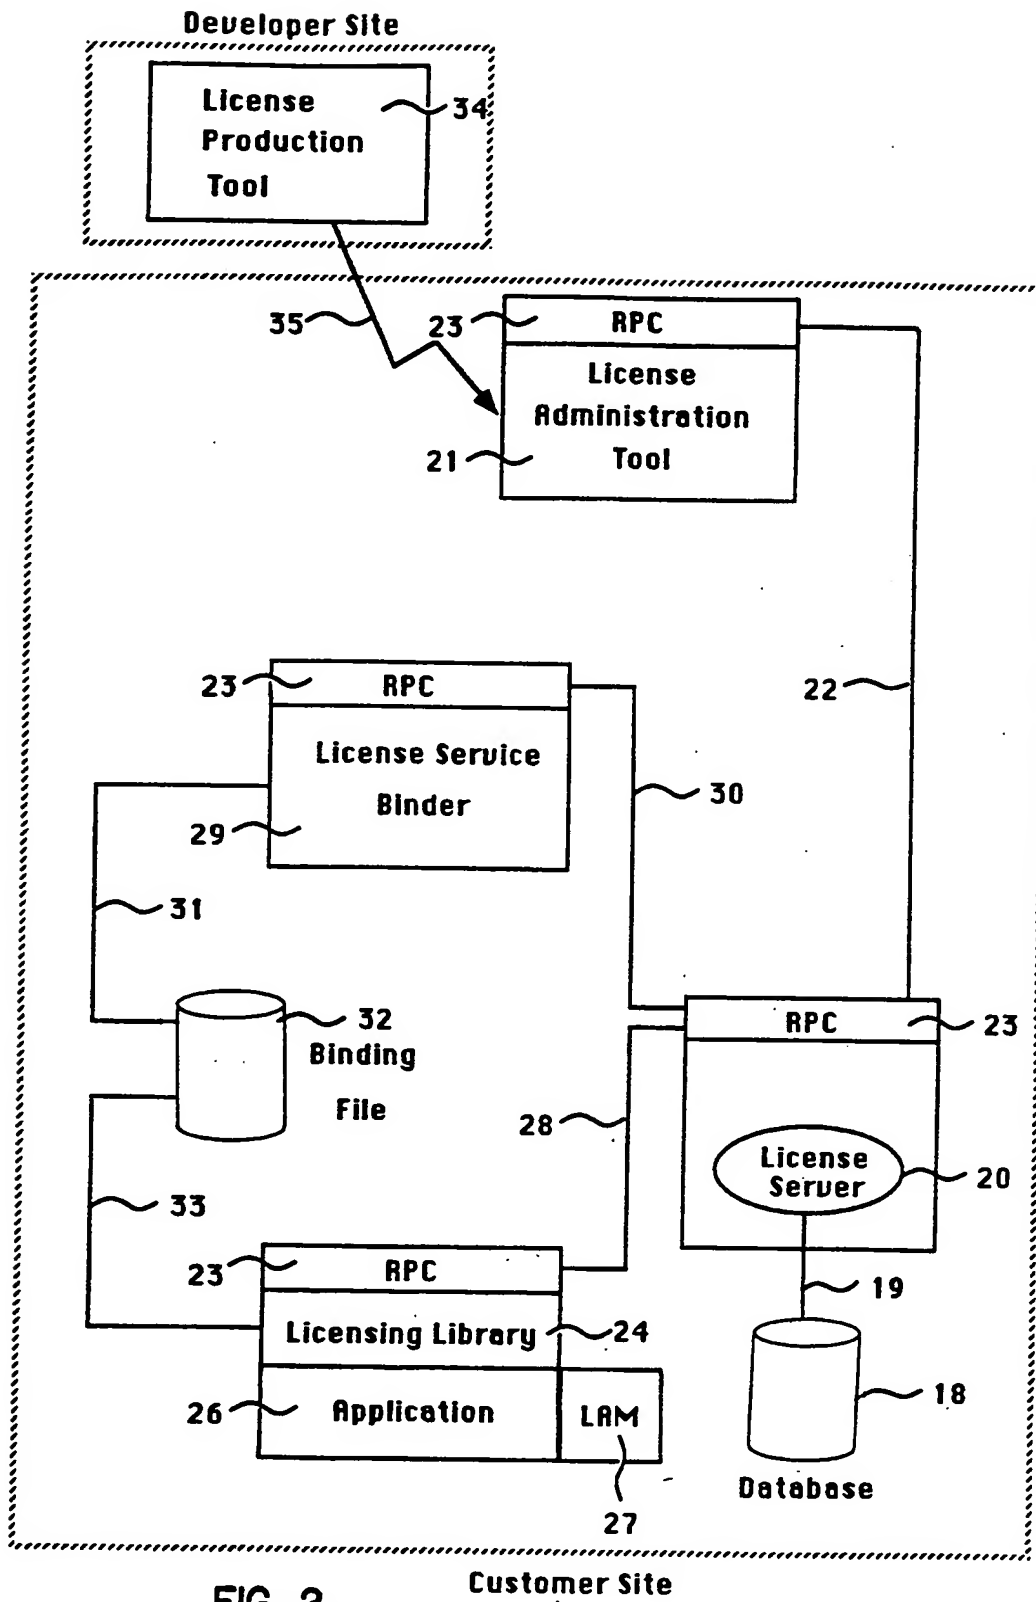 Developer Site
License
Production
Tool
34
35
23
RPC
License
Administration
Tool
21
22
23
RPC
License Service
Binder
29
30
31
32
Binding
File
RPC
23
28
License
Server
20
33
19
23
RPC
Licensing Library
24
26
Application
LAM
27
18
Database
Customer Site